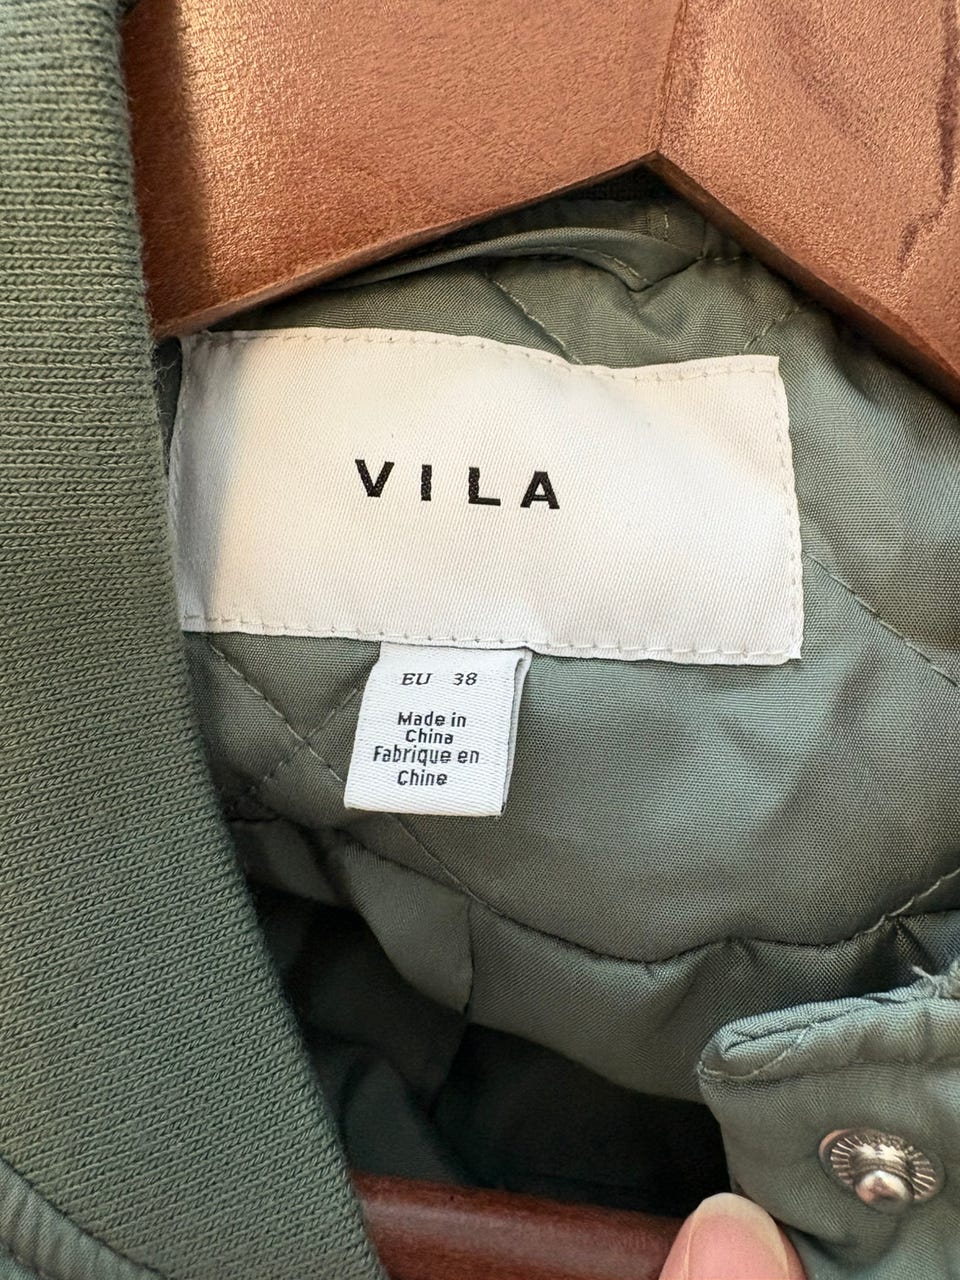 VILA
EU 38
Made in
China
Fabrique en
Chine